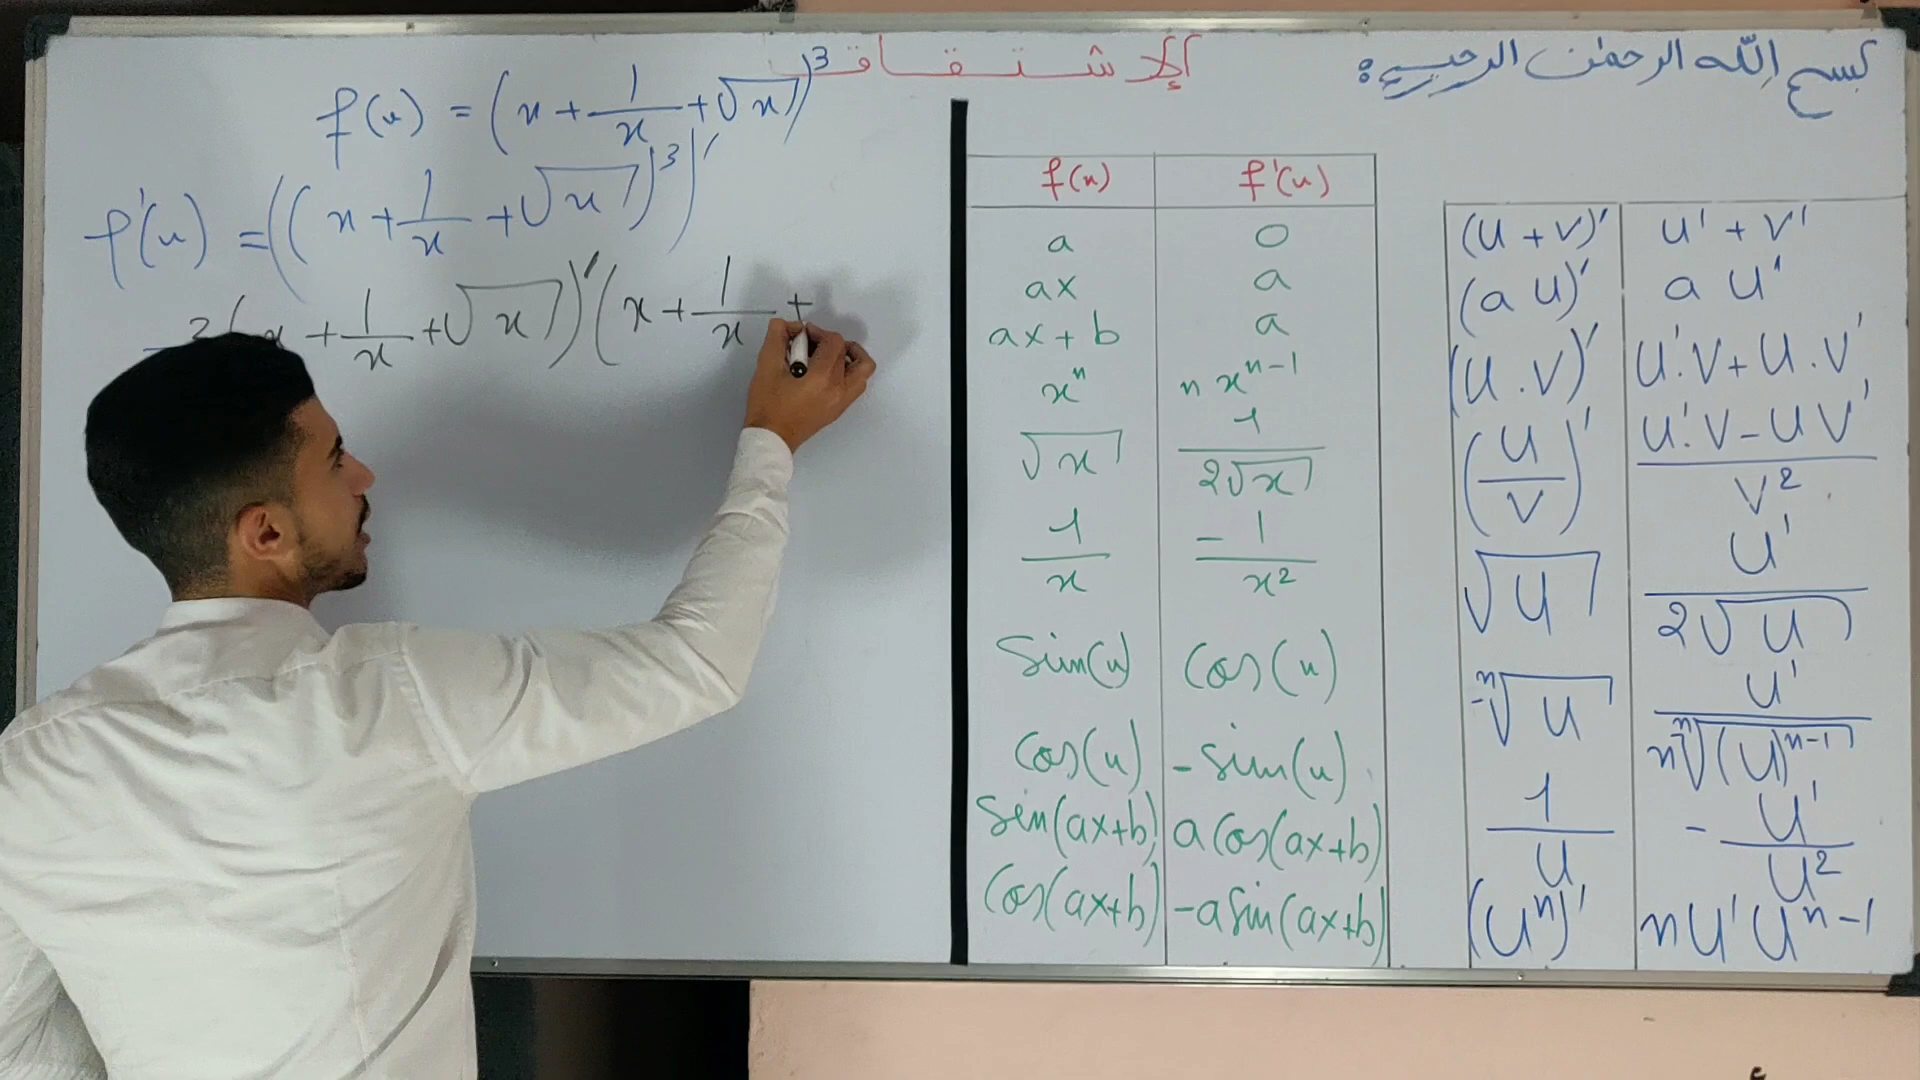 بسم الله الرحمن الرحيم :
الإشتقاق
f(x) = (x + 1/x + √x)³
f'(x) = ((x + 1/x + √x)³)'
= 3(x + 1/x + √x)'(x + 1/x +
f(x) f'(x)
a 0
ax a
ax + b a
xⁿ n xⁿ⁻¹
√x 1/2√x
1/x -1/x²
Sin(x) Cos(x)
Cos(x) -Sin(x)
Sin(ax+b) a Cos(ax+b)
Cos(ax+b) -a Sin(ax+b)
(U + V)' U' + V'
(a U)' a U'
(U . V)' U'.V + U.V'
(U/V)' U'.V - U V'/V²
√U U'/2√U
ⁿ√U U'/n ⁿ√(U)ⁿ⁻¹
1/U -U'/U²
(Uⁿ)' n U' Uⁿ⁻¹